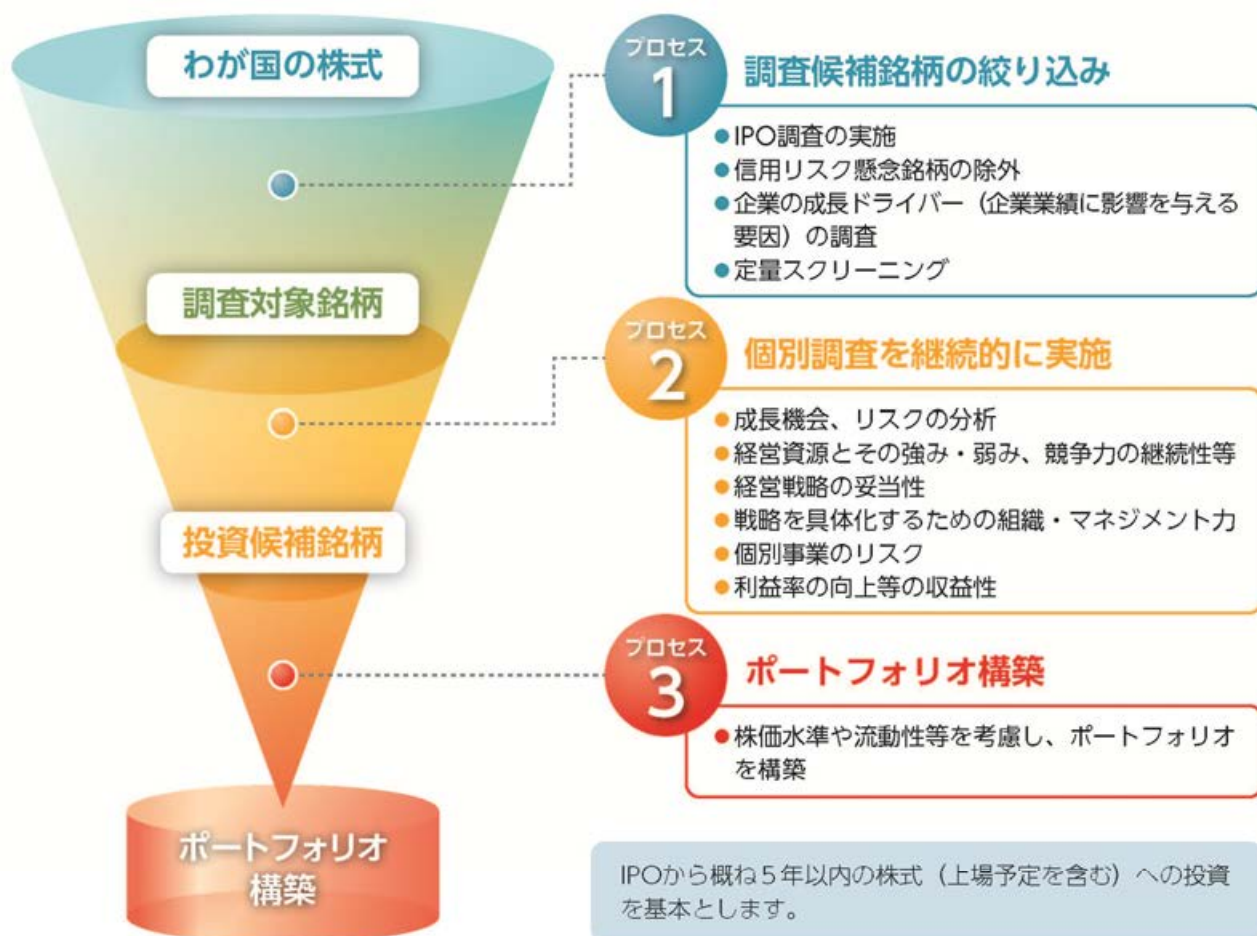 わが国の株式
調査対象銘柄
投資候補銘柄
ポートフォリオ
構築
プロセス
1
調査候補銘柄の絞り込み
●IPO調査の実施
●信用リスク懸念銘柄の除外
●企業の成長ドライバー（企業業績に影響を与える
要因）の調査
●定量スクリーニング
プロセス
2
個別調査を継続的に実施
●成長機会、リスクの分析
●経営資源とその強み・弱み、競争力の継続性等
●経営戦略の妥当性
●戦略を具体化するための組織・マネジメント力
●個別事業のリスク
●利益率の向上等の収益性
プロセス
3
ポートフォリオ構築
●株価水準や流動性等を考慮し、ポートフォリオ
を構築
IPOから概ね５年以内の株式（上場予定を含む）への投資
を基本とします。